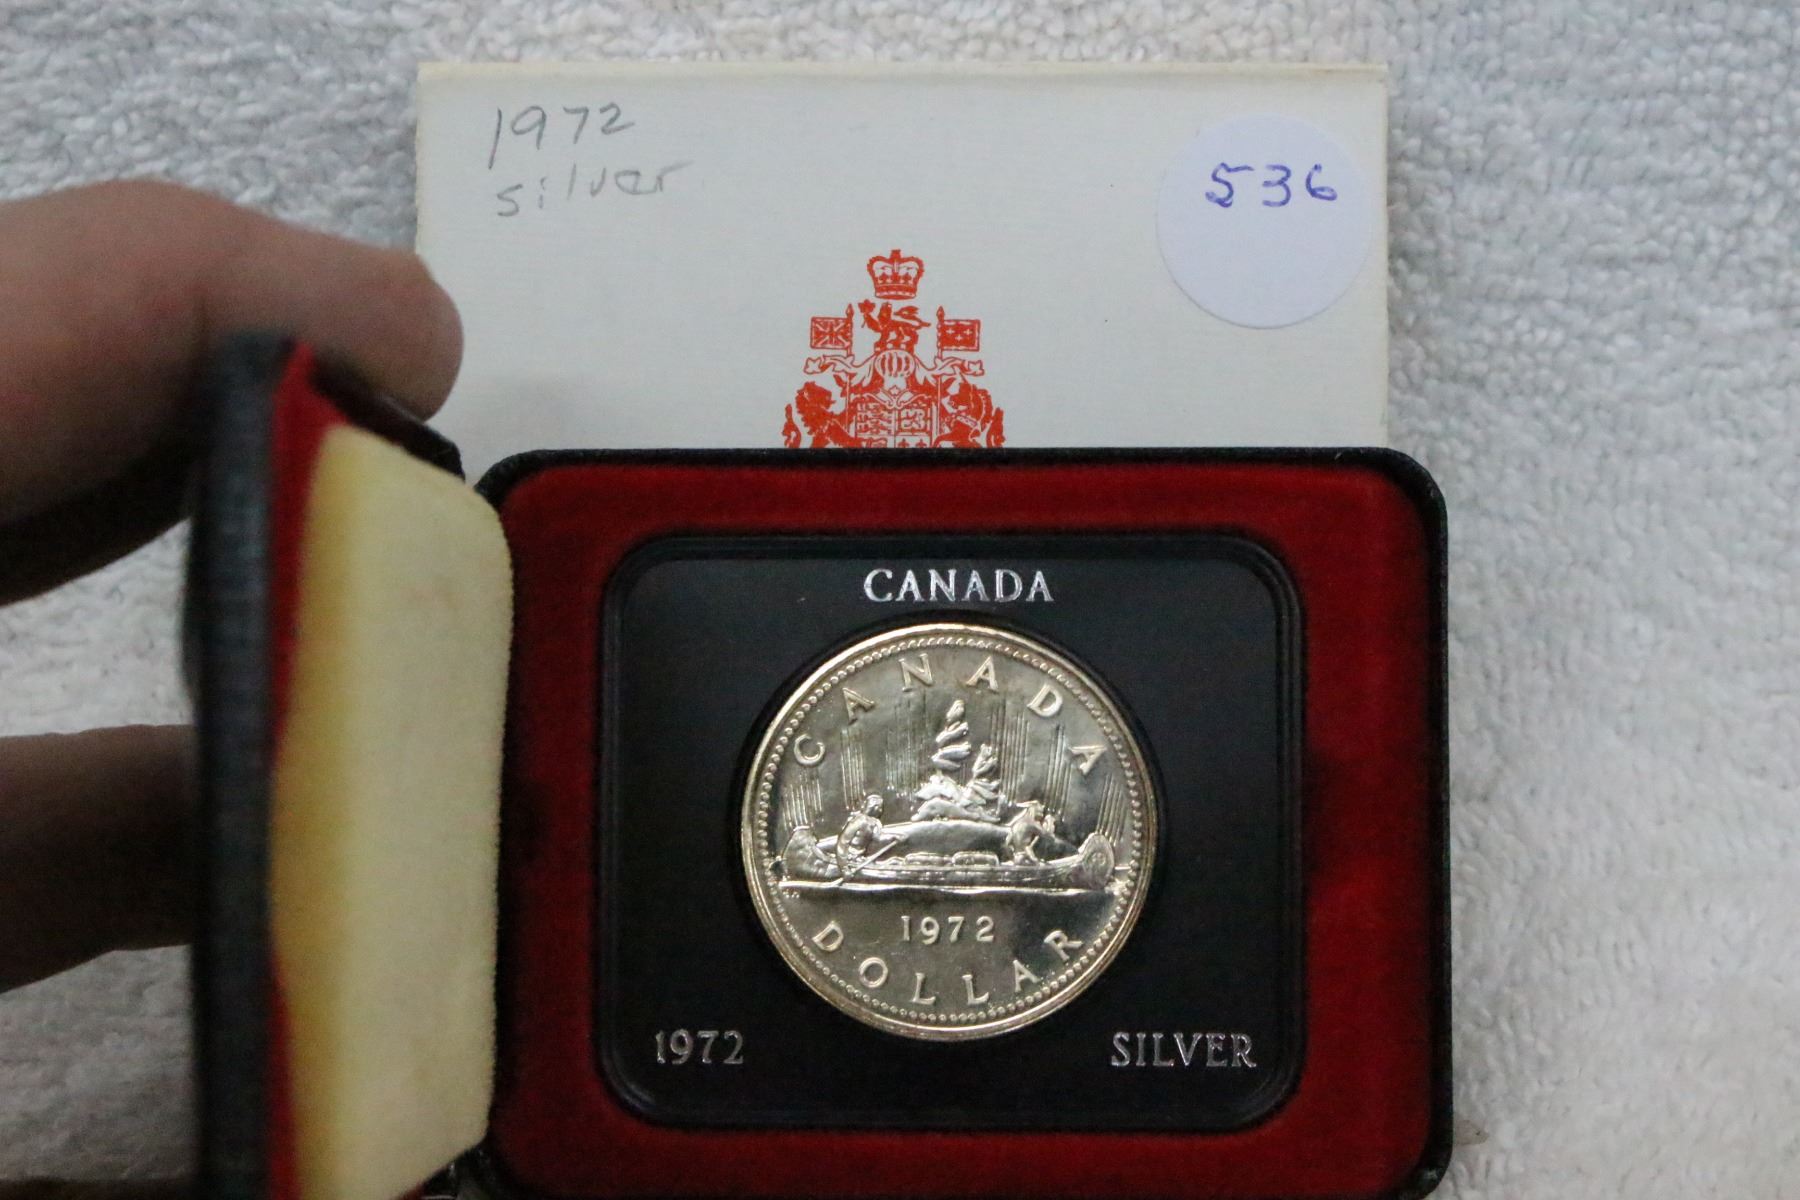 1972
silver
536
CANADA
CANADA
1972
DOLLAR
1972 SILVER